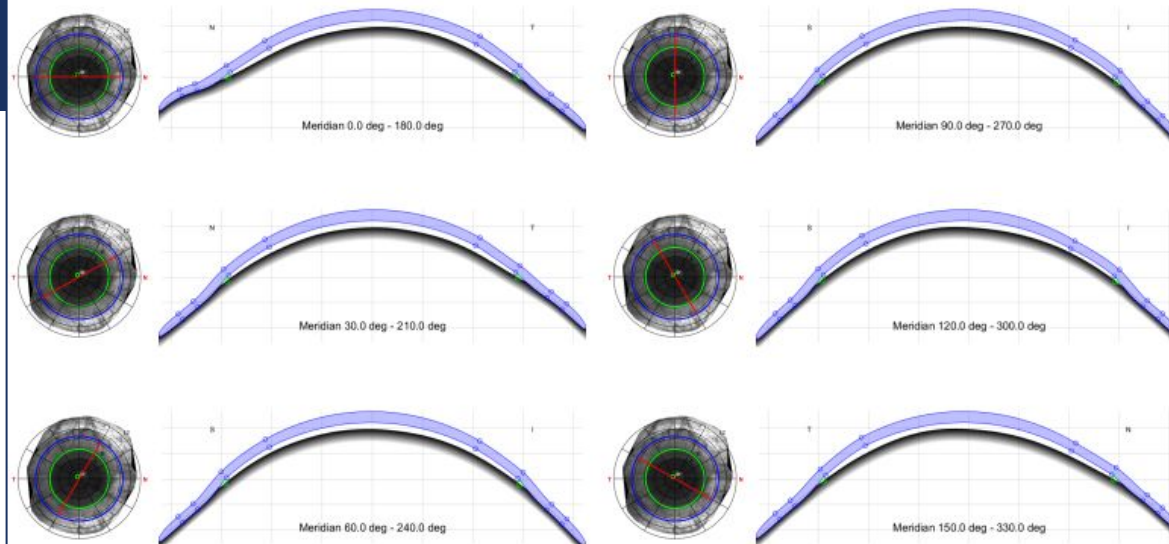 T
N
N
T
Meridian 0.0 deg - 180.0 deg
T
N
S
I
Meridian 90.0 deg - 270.0 deg
T
N
N
T
Meridian 30.0 deg - 210.0 deg
T
N
S
I
Meridian 120.0 deg - 300.0 deg
T
N
S
I
Meridian 60.0 deg - 240.0 deg
T
N
T
N
Meridian 150.0 deg - 330.0 deg